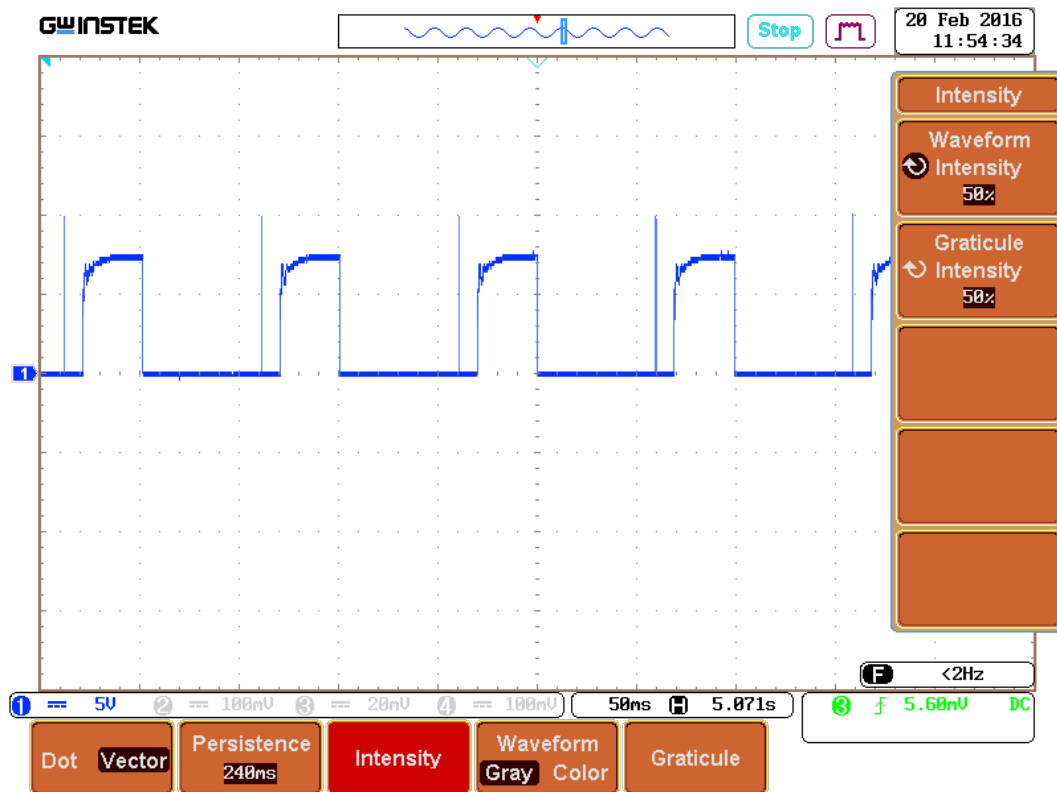 GWINSTEK
Stop
20 Feb 2016
11:54:34
Intensity
Waveform
Intensity
50%
Graticule
Intensity
50%
1
F <2Hz
1 5V 2 100mV 3 20mV 4 100mV 50ms H 5.071s 3 5.60mV DC
Dot Vector
Persistence
240ms
Intensity
Waveform
Gray Color
Graticule